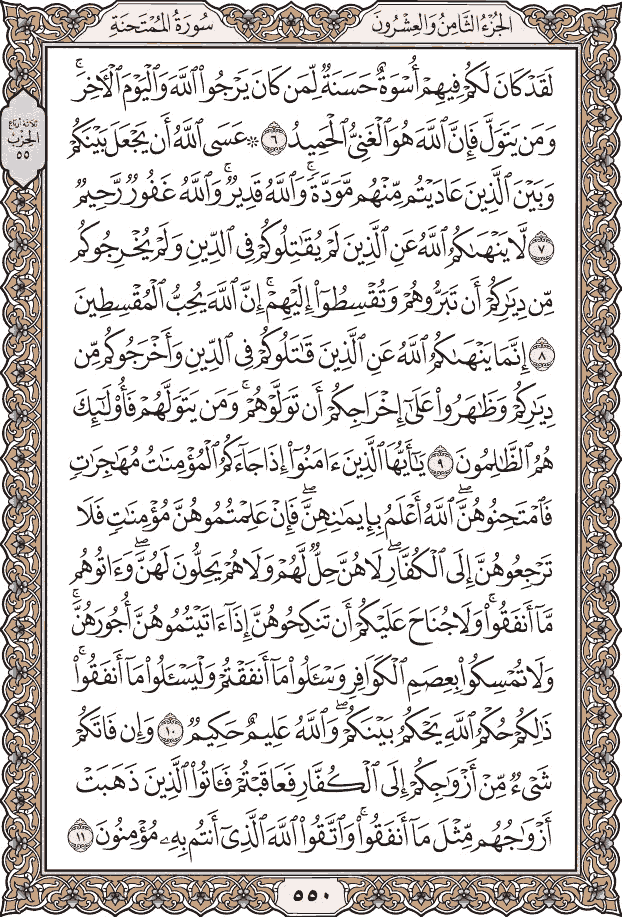 الجُزْءُ الثَّامِنُ وَالعِشْرُونَ
سُورَةُ المُمْتَحنَةِ
ثلاثة أرباع
الحِزْب
٥٥
لَقَدْ كَانَ لَكُمْ فِيهِمْ أُسْوَةٌ حَسَنَةٌ لِّمَن كَانَ يَرْجُوا۟ ٱللَّهَ وَٱلْيَوْمَ ٱلْأَخِرَ ۚ
وَمَن يَتَوَلَّ فَإِنَّ ٱللَّهَ هُوَ ٱلْغَنِىُّ ٱلْحَمِيدُ ٦ ۞ عَسَى ٱللَّهُ أَن يَجْعَلَ بَيْنَكُمْ
وَبَيْنَ ٱلَّذِينَ عَادَيْتُم مِّنْهُم مَّوَدَّةً ۚ وَٱللَّهُ قَدِيرٌ ۚ وَٱللَّهُ غَفُورٌ رَّحِيمٌ
٧ لَّا يَنْهَىٰكُمُ ٱللَّهُ عَنِ ٱلَّذِينَ لَمْ يُقَٰتِلُوكُمْ فِى ٱلدِّينِ وَلَمْ يُخْرِجُوكُم
مِّن دِيَٰرِكُمْ أَن تَبَرُّوهُمْ وَتُقْسِطُوٓا۟ إِلَيْهِمْ ۚ إِنَّ ٱللَّهَ يُحِبُّ ٱلْمُقْسِطِينَ
٨ إِنَّمَا يَنْهَىٰكُمُ ٱللَّهُ عَنِ ٱلَّذِينَ قَٰتَلُوكُمْ فِى ٱلدِّينِ وَأَخْرَجُوكُم مِّن
دِيَٰرِكُمْ وَظَٰهَرُوا۟ عَلَىٰٓ إِخْرَاجِكُمْ أَن تَوَلَّوْهُمْ ۚ وَمَن يَتَوَلَّهُمْ فَأُو۟لَٰٓئِكَ
هُمُ ٱلظَّٰلِمُونَ ٩ يَٰٓأَيُّهَا ٱلَّذِينَ ءَامَنُوٓا۟ إِذَا جَآءَكُمُ ٱلْمُؤْمِنَٰتُ مُهَٰجِرَٰتٍ
فَٱمْتَحِنُوهُنَّ ۖ ٱللَّهُ أَعْلَمُ بِإِيمَٰنِهِنَّ ۖ فَإِنْ عَلِمْتُمُوهُنَّ مُؤْمِنَٰتٍ فَلَا
تَرْجِعُوهُنَّ إِلَى ٱلْكُفَّارِ ۖ لَا هُنَّ حِلٌّ لَّهُمْ وَلَا هُمْ يَحِلُّونَ لَهُنَّ ۖ وَءَاتُوهُم
مَّآ أَنفَقُوا۟ ۚ وَلَا جُنَاحَ عَلَيْكُمْ أَن تَنكِحُوهُنَّ إِذَآ ءَاتَيْتُمُوهُنَّ أُجُورَهُنَّ ۚ
وَلَا تُمْسِكُوا۟ بِعِصَمِ ٱلْكَوَافِرِ وَسْـَٔلُوا۟ مَآ أَنفَقْتُمْ وَلْيَسْـَٔلُوا۟ مَآ أَنفَقُوا۟ ۚ
ذَٰلِكُمْ حُكْمُ ٱللَّهِ يَحْكُمُ بَيْنَكُمْ ۖ وَٱللَّهُ عَلِيمٌ حَكِيمٌ ١٠ وَإِن فَاتَكُمْ
شَىْءٌ مِّنْ أَزْوَٰجِكُمْ إِلَى ٱلْكُفَّارِ فَعَاقَبْتُمْ فَـَٔاتُوا۟ ٱلَّذِينَ ذَهَبَتْ
أَزْوَٰجُهُم مِّثْلَ مَآ أَنفَقُوا۟ ۚ وَٱتَّقُوا۟ ٱللَّهَ ٱلَّذِىٓ أَنتُم بِهِۦ مُؤْمِنُونَ ١١
٥٥٠